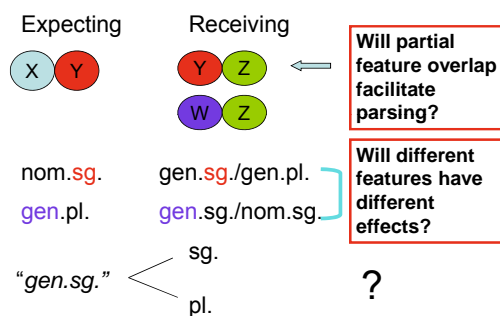 Expecting
Receiving
X Y
Y Z
W Z
Will partial
feature overlap
facilitate
parsing?
nom.sg.
gen.sg./gen.pl.
gen.pl.
gen.sg./nom.sg.
Will different
features have
different
effects?
“gen.sg.”
sg.
pl.
?